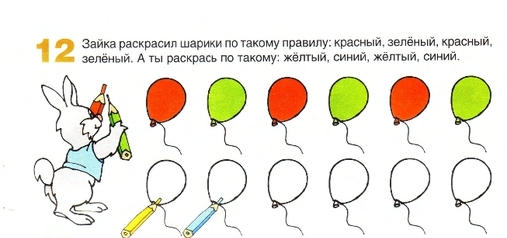 12 Зайка раскрасил шарики по такому правилу: красный, зелёный, красный,
зелёный. А ты раскрась по такому: жёлтый, синий, жёлтый, синий.